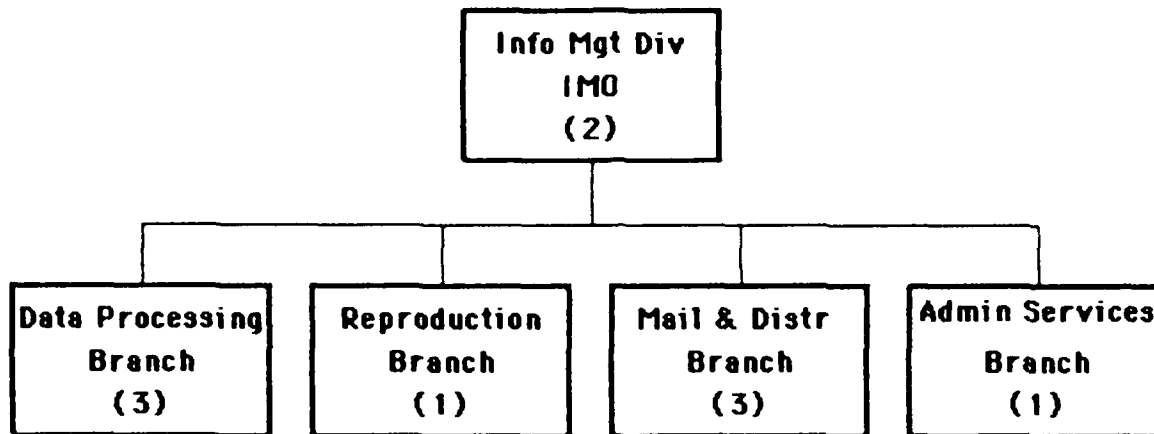 Info Mgt Div
IMO
(2)
Data Processing
Branch
(3)
Reproduction
Branch
(1)
Mail & Distr
Branch
(3)
Admin Services
Branch
(1)